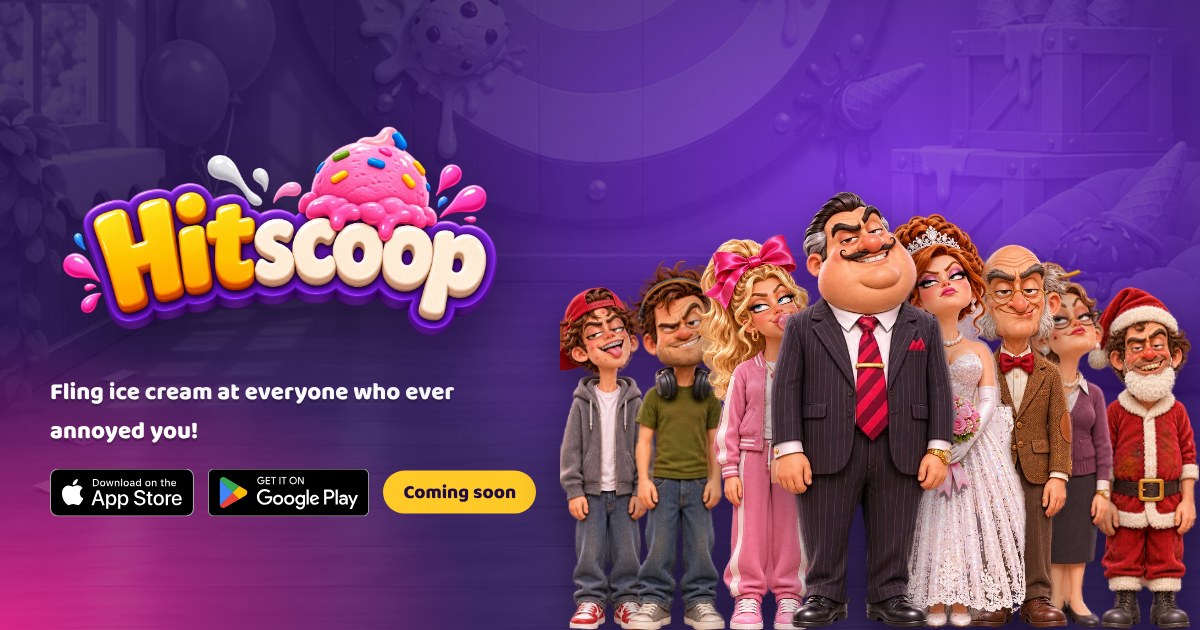 Hitscoop
Fling ice cream at everyone who ever
annoyed you!
Download on the
App Store
GET IT ON
Google Play
Coming soon